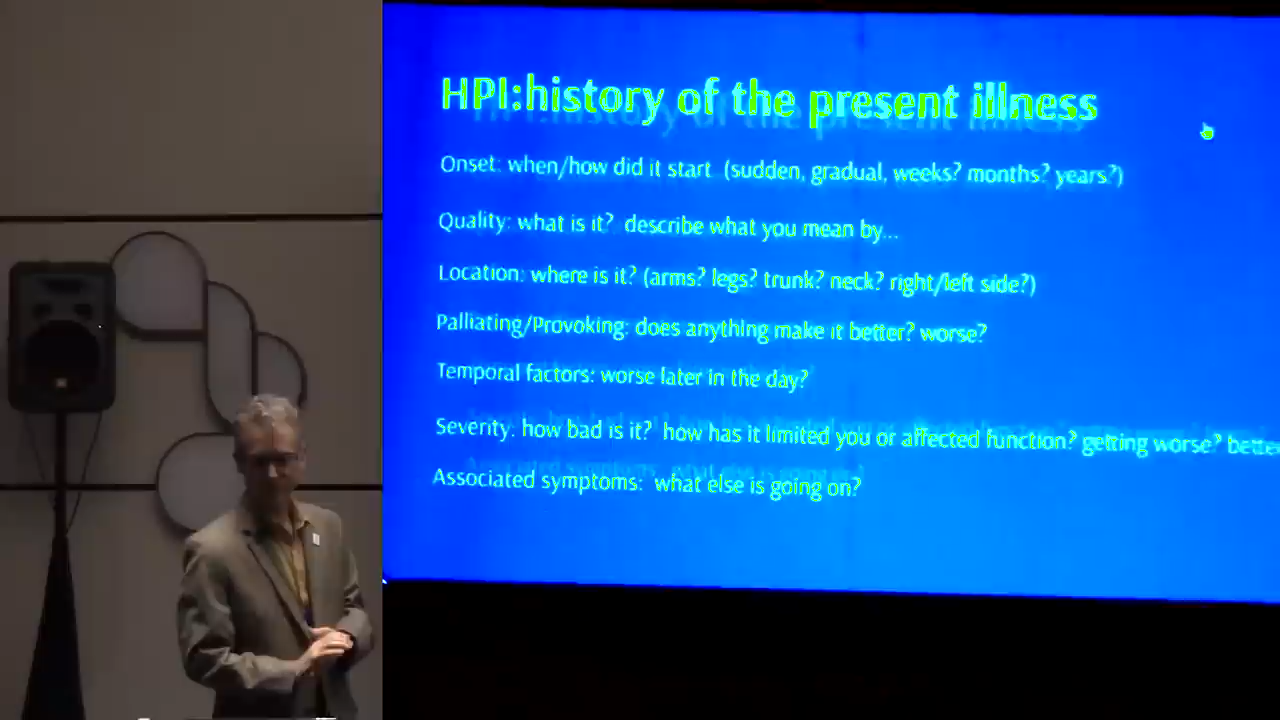 HPI:history of the present illness
Onset: when/how did it start (sudden, gradual, weeks? months? years?)
Quality: what is it? describe what you mean by...
Location: where is it? (arms? legs? trunk? neck? right/left side?)
Palliating/Provoking: does anything make it better? worse?
Temporal factors: worse later in the day?
Severity. how bad is it? how has it limited you or affected function? getting worse? bette
Associated symptoms: what else is going on?